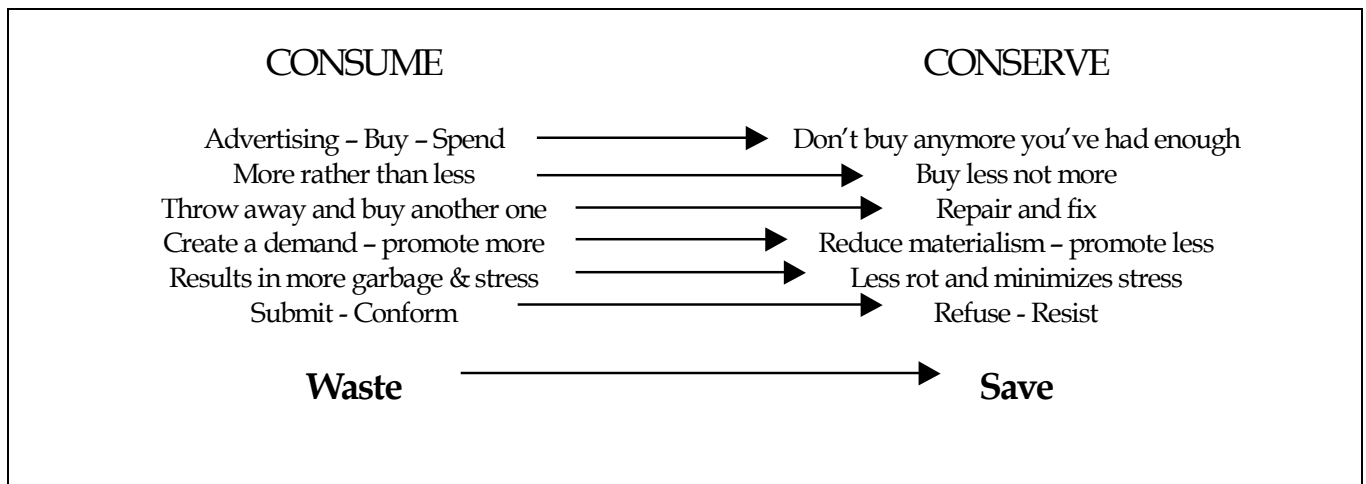 CONSUME CONSERVE
Advertising – Buy – Spend Don't buy anymore you've had enough
More rather than less Buy less not more
Throw away and buy another one Repair and fix
Create a demand – promote more Reduce materialism – promote less
Results in more garbage & stress Less rot and minimizes stress
Submit - Conform Refuse - Resist
Waste Save